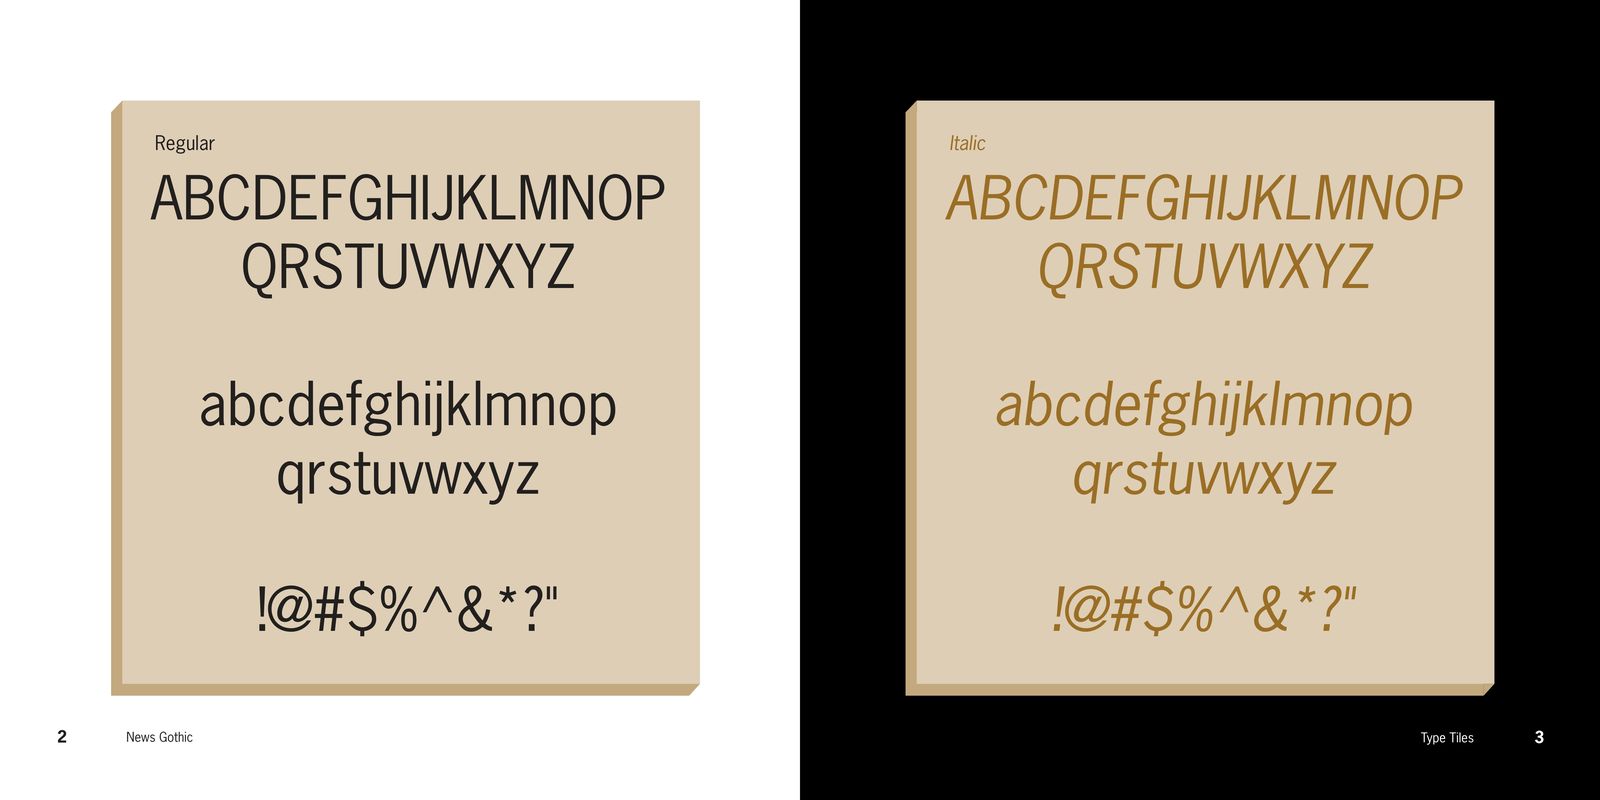 Regular
ABCDEFGHIJKLMNOP
QRSTUVWXYZ
abcdefghijklmnop
qrstuvwxyz
!@#$%^&*?"
2 News Gothic
Italic
ABCDEFGHIJKLMNOP
QRSTUVWXYZ
abcdefghijklmnop
qrstuvwxyz
!@#$%^&*?"
Type Tiles 3